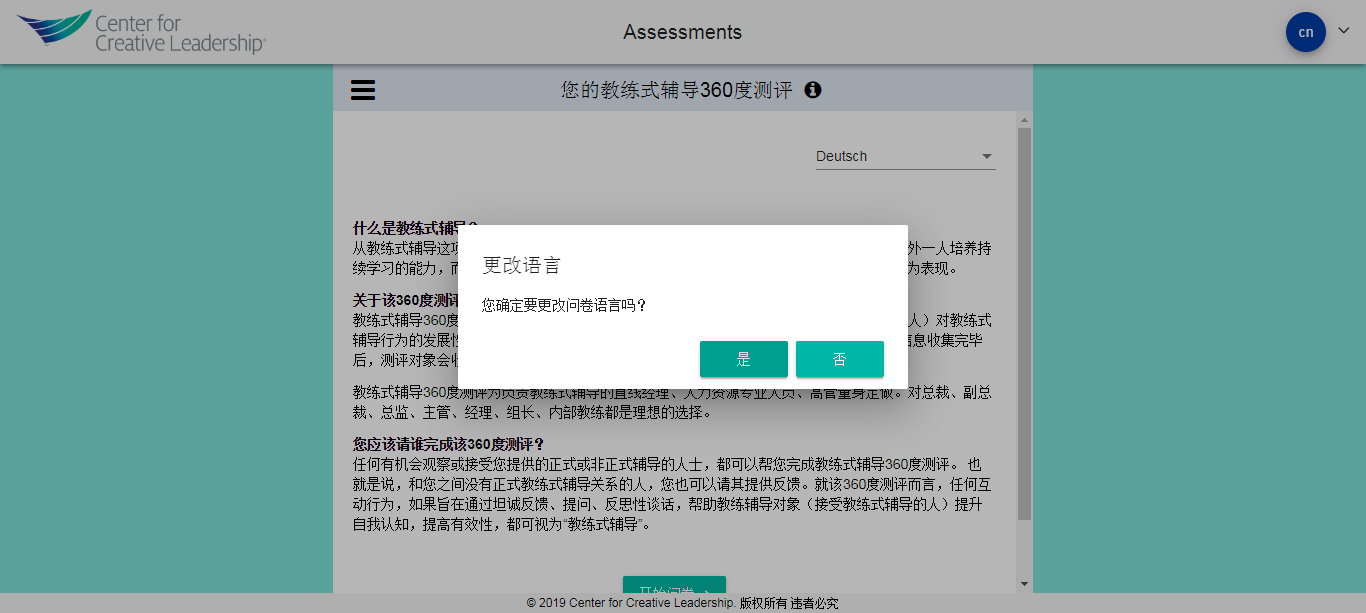 Center for
Creative Leadership®
Assessments
cn
您的教练式辅导360度测评
Deutsch
什么是教练式辅导?
从教练式辅导这项
外一人培养持
续学习的能力，而
为表现。
更改语言
您确定要更改问卷语言吗?
是
否
关于该360度测评
教练式辅导360度
人）对教练式
辅导行为的发展性
信息收集完毕
后，测评对象会收
教练式辅导360度测评为负责教练式辅导的直线经理、人力资源专业人员、高管量身定做。对总裁、副总
裁、总监、主管、经理、组长、内部教练都是理想的选择。
您应该请谁完成该360度测评?
任何有机会观察或接受您提供的正式或非正式辅导的人士，都可以帮您完成教练式辅导360度测评。 也
就是说，和您之间没有正式教练式辅导关系的人，您也可以请其提供反馈。就该360度测评而言，任何互
动行为，如果旨在通过坦诚反馈、提问、反思性谈话，帮助教练辅导对象（接受教练式辅导的人）提升
自我认知，提高有效性，都可视为“教练式辅导”。
开始问卷
© 2019 Center for Creative Leadership. 版权所有 违者必究